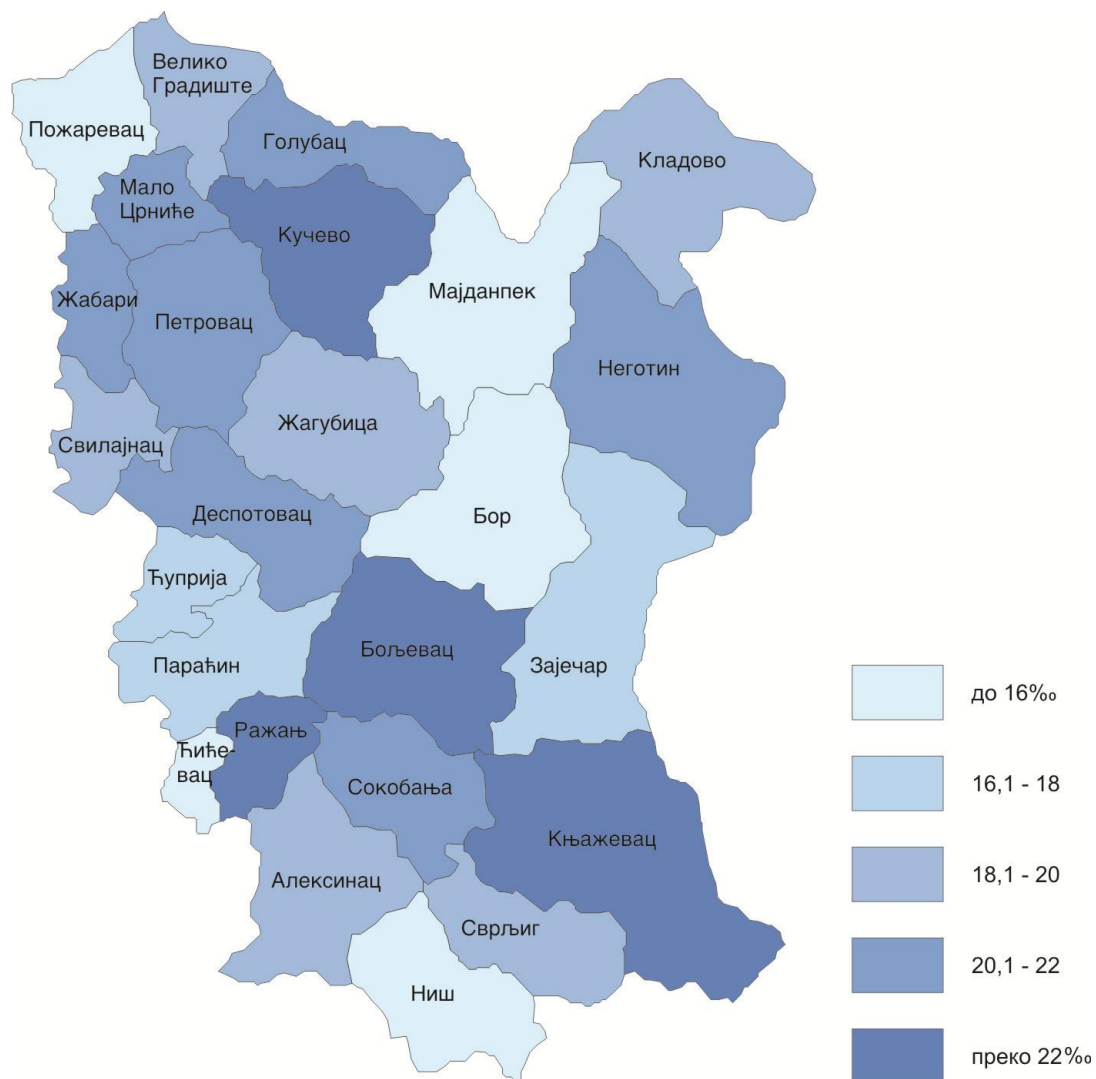 Велико
Градиште
Пожаревац
Голубац
Кладово
Мало
Црниће
Кучево
Мајданпек
Жабари
Петровац
Неготин
Жагубица
Свилајнац
Деспотовац
Бор
Ћуприја
Параћин
Бољевац
Зајечар
Ражањ
Ћиће-
вац
Сокобања
Књажевац
Алексинац
Сврљиг
Ниш
до 16‰
16,1 - 18
18,1 - 20
20,1 - 22
преко 22‰